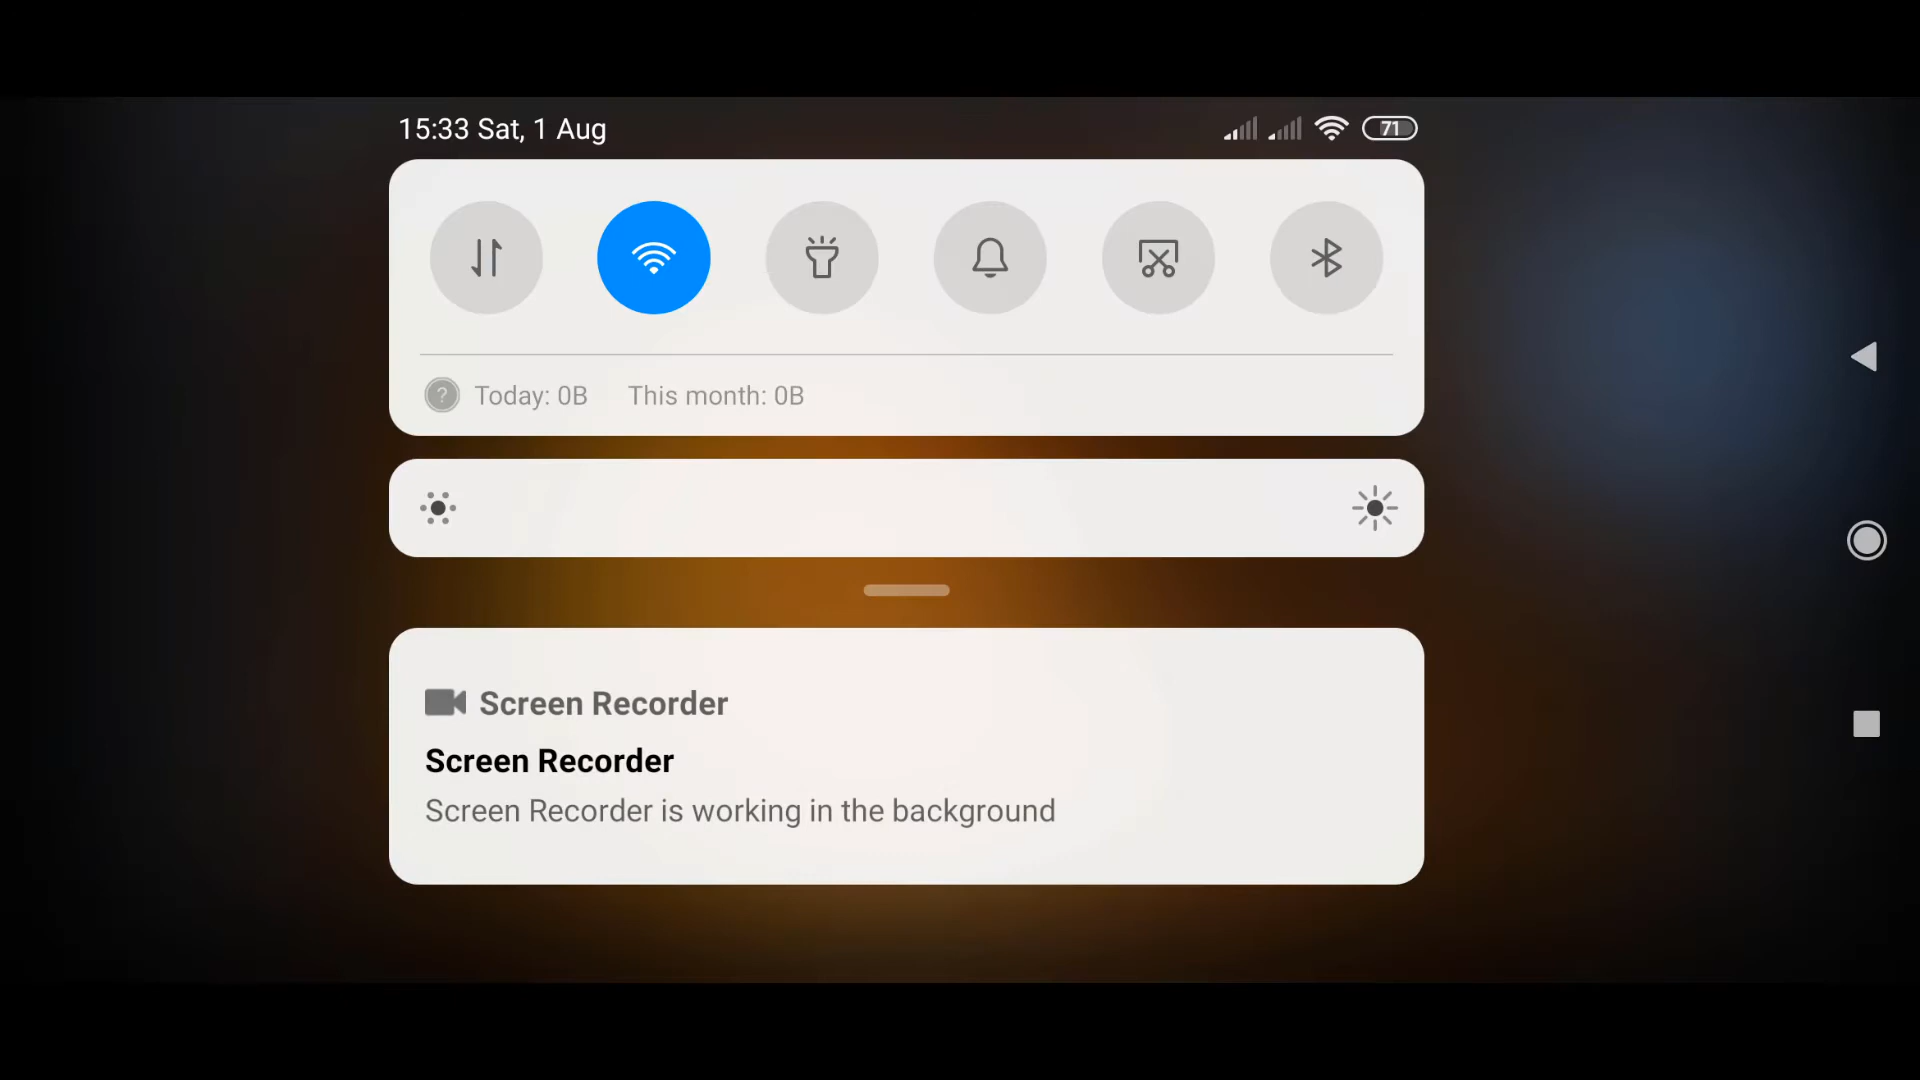 15:33 Sat, 1 Aug 71
? Today: 0B This month: 0B
Screen Recorder
Screen Recorder
Screen Recorder is working in the background